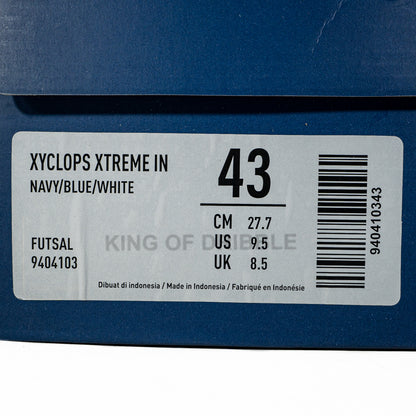 XYCLOPS XTREME IN
NAVY/BLUE/WHITE
43
CM 27.7
US 9.5
UK 8.5
FUTSAL
9404103
KING OF DRIBBLE
Dibuat di indonesia / Made in Indonesia / Fabriqué en Indonésie
940410343